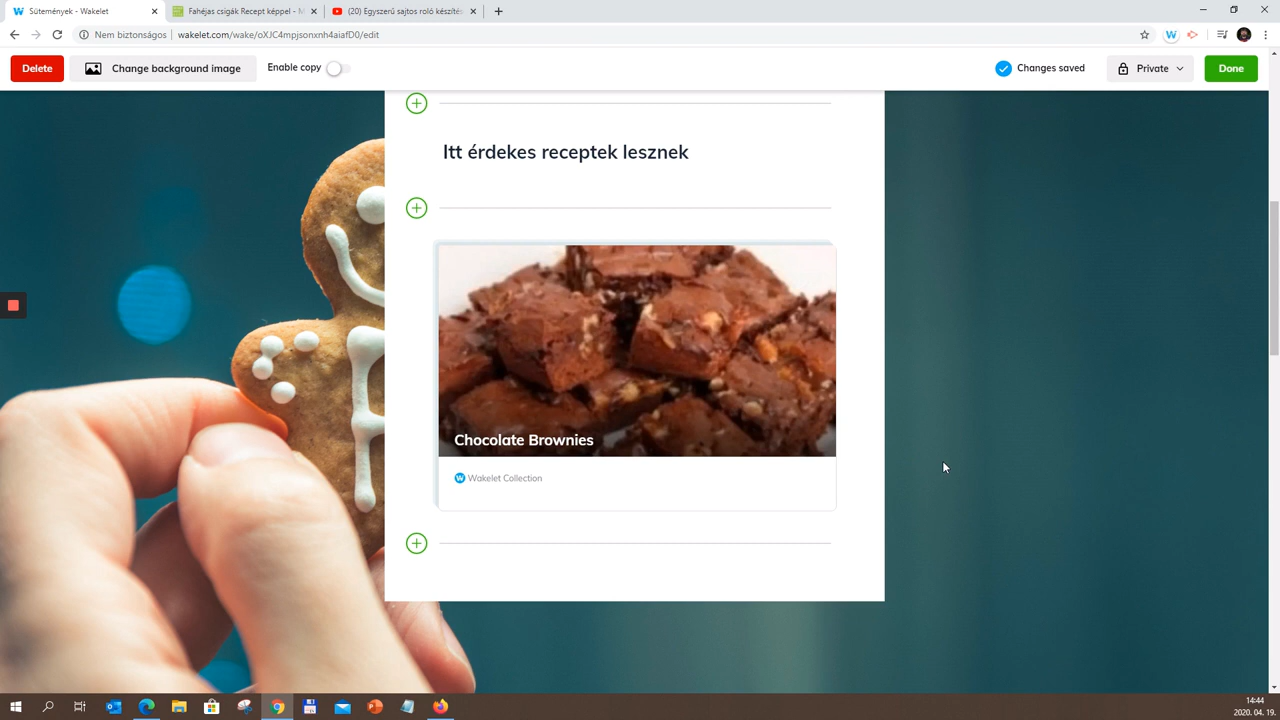 Sütemények - Wakelet
Fahéjas csigák Recept képpel - M
(20) Egyszerű sajtos roló készítés
Nem biztonságos
wakelet.com/wake/oXJC4mpjsonxnh4aiafD0/edit
Delete
Change background image
Enable copy
Changes saved
Private
Done
Itt érdekes receptek lesznek
Chocolate Brownies
W Wakelet Collection
14:44
2020. 04. 19.